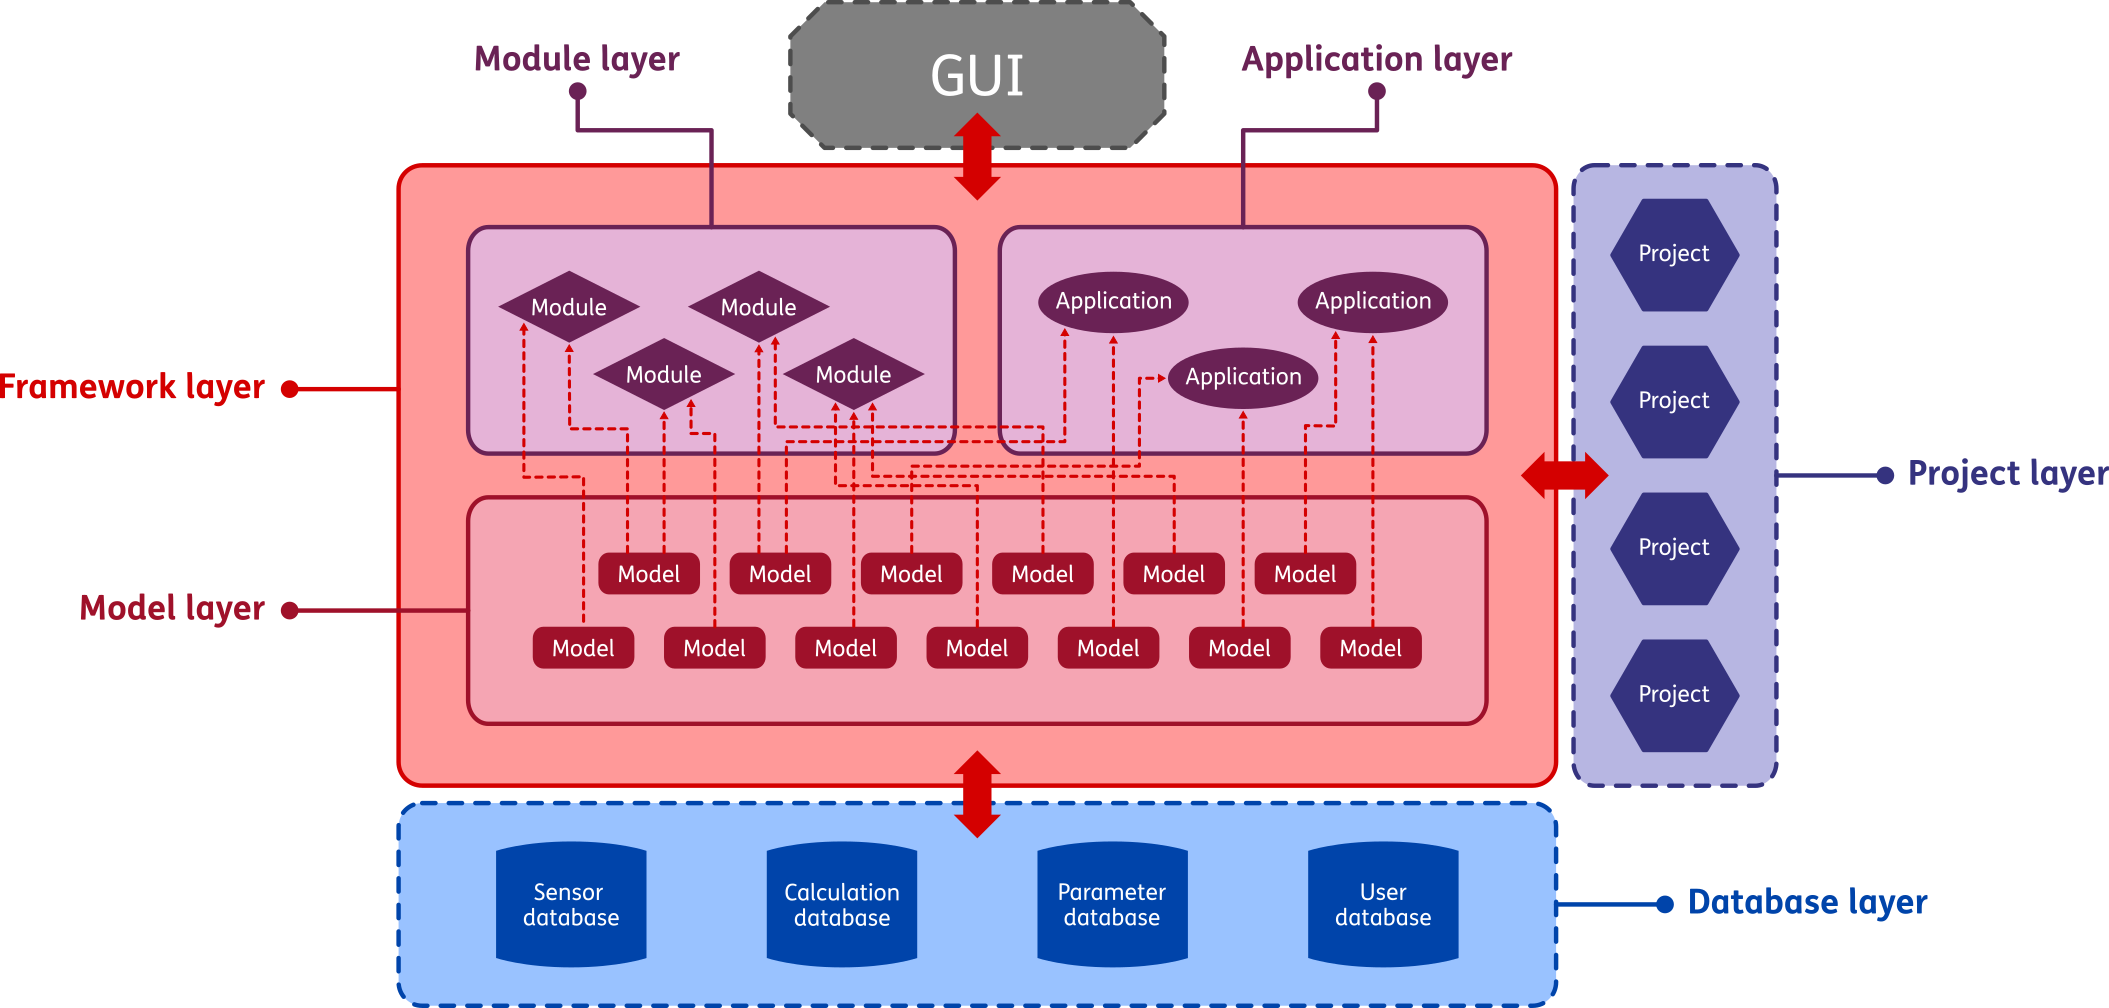 GUI
Module layer
Application layer
Module
Module
Module
Module
Application
Application
Application
Framework layer
Model layer
Model
Model
Model
Model
Model
Model
Model
Model
Model
Model
Model
Model
Model
Project
Project
Project
Project
Project layer
Sensor
database
Calculation
database
Parameter
database
User
database
Database layer